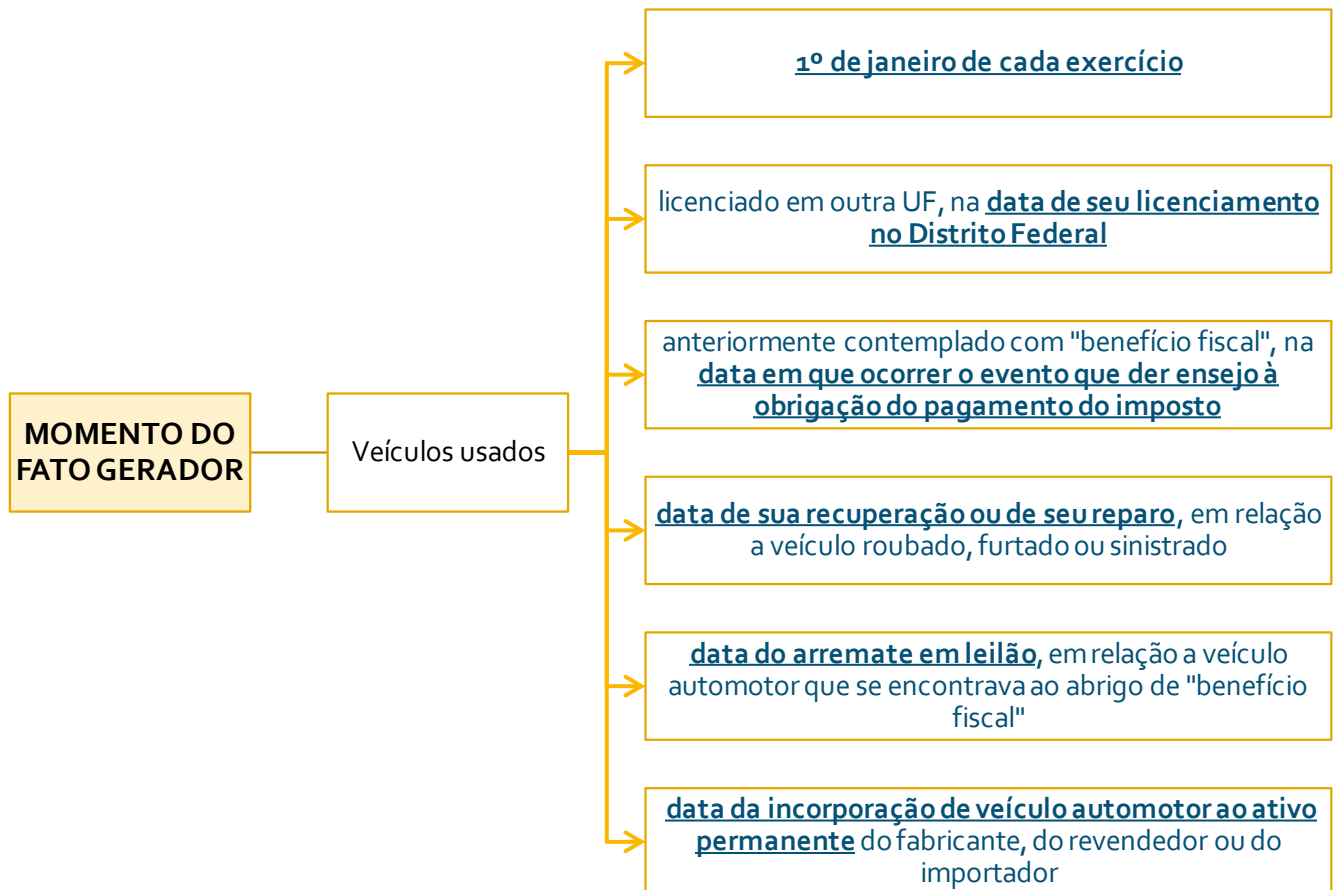 MOMENTO DO
FATO GERADOR
Veículos usados
1º de janeiro de cada exercício
licenciado em outra UF, na data de seu licenciamento
no Distrito Federal
anteriormente contemplado com "benefício fiscal", na
data em que ocorrer o evento que der ensejo à
obrigação do pagamento do imposto
data de sua recuperação ou de seu reparo, em relação
a veículo roubado, furtado ou sinistrado
data do arremate em leilão, em relação a veículo
automotor que se encontrava ao abrigo de "benefício
fiscal"
data da incorporação de veículo automotor ao ativo
permanente do fabricante, do revendedor ou do
importador